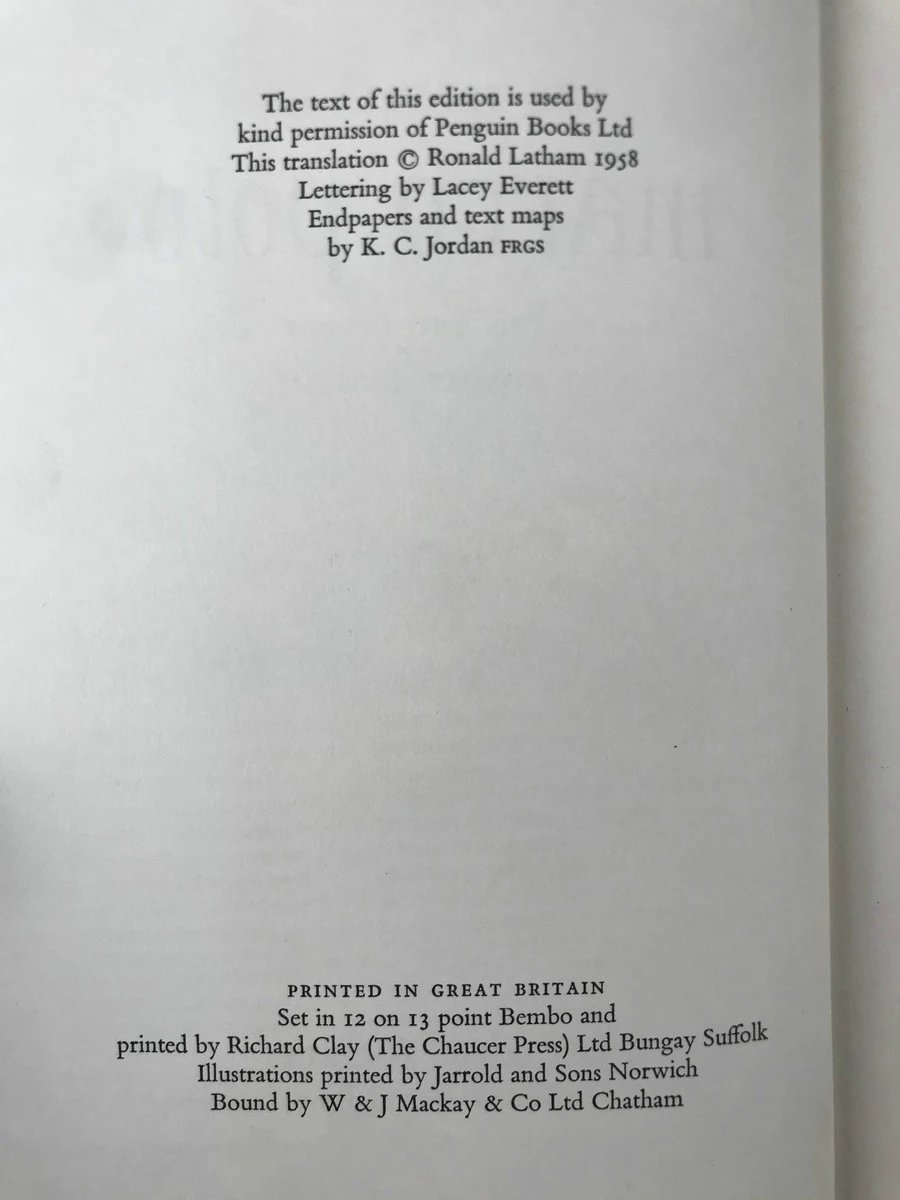 The text of this edition is used by
kind permission of Penguin Books Ltd
This translation © Ronald Latham 1958
Lettering by Lacey Everett
Endpapers and text maps
by K. C. Jordan FRGS
PRINTED IN GREAT BRITAIN
Set in 12 on 13 point Bembo and
printed by Richard Clay (The Chaucer Press) Ltd Bungay Suffolk
Illustrations printed by Jarrold and Sons Norwich
Bound by W & J Mackay & Co Ltd Chatham